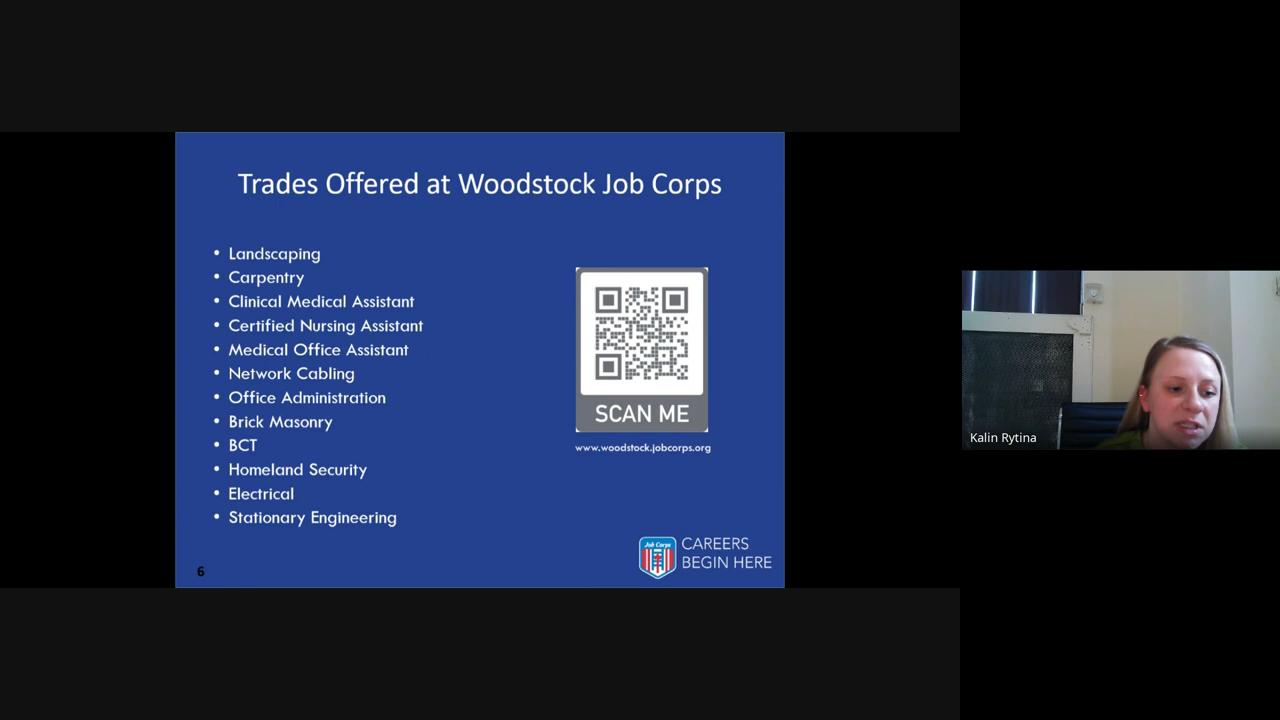 Trades Offered at Woodstock Job Corps
• Landscaping
• Carpentry
• Clinical Medical Assistant
• Certified Nursing Assistant
• Medical Office Assistant
• Network Cabling
• Office Administration
• Brick Masonry
• BCT
• Homeland Security
• Electrical
• Stationary Engineering
SCAN ME
www.woodstock.jobcorps.org
Job Corps
CAREERS
BEGIN HERE
6
Kalin Rytina